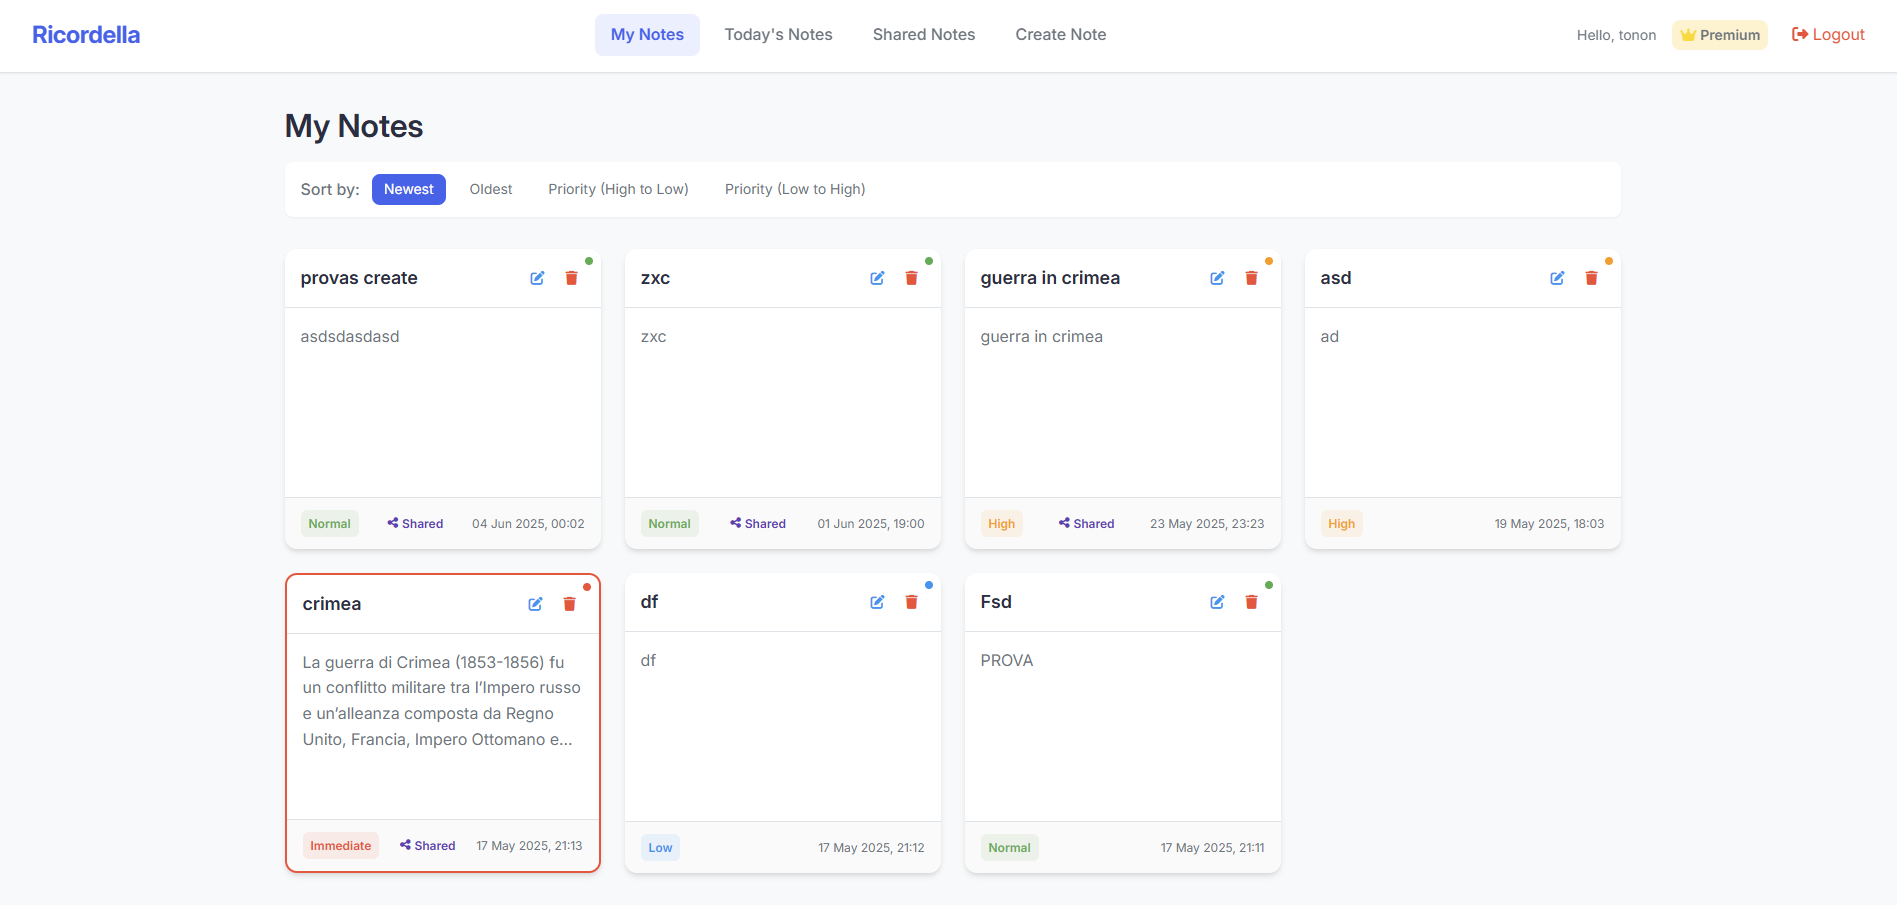 Ricordella
My Notes
Today's Notes
Shared Notes
Create Note
Hello, tonon
Premium
Logout
My Notes
Sort by:
Newest
Oldest
Priority (High to Low)
Priority (Low to High)
provas create
asdsdasdasd
Normal
Shared
04 Jun 2025, 00:02
zxc
zxc
Normal
Shared
01 Jun 2025, 19:00
guerra in crimea
guerra in crimea
High
Shared
23 May 2025, 23:23
asd
ad
High
19 May 2025, 18:03
crimea
La guerra di Crimea (1853-1856) fu
un conflitto militare tra l’Impero russo
e un’alleanza composta da Regno
Unito, Francia, Impero Ottomano e...
Immediate
Shared
17 May 2025, 21:13
df
df
Low
17 May 2025, 21:12
Fsd
PROVA
Normal
17 May 2025, 21:11